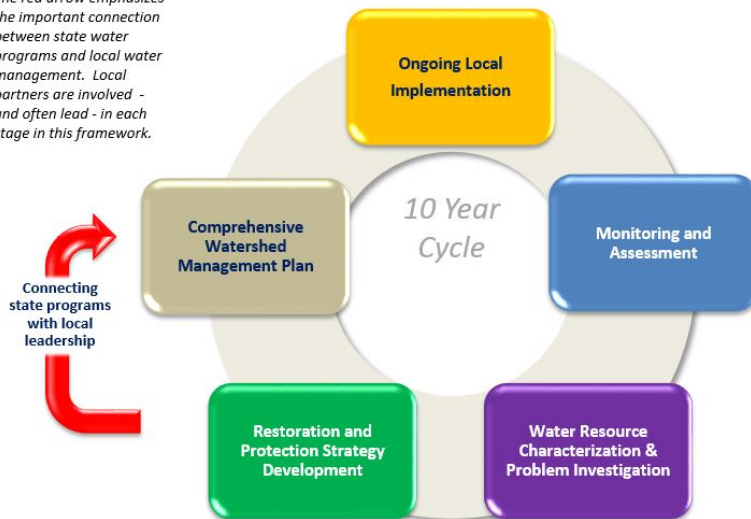 the important connection
between state water
programs and local water
management. Local
partners are involved -
and often lead - in each
stage in this framework.
Ongoing Local
Implementation
10 Year
Cycle
Comprehensive
Watershed
Management Plan
Monitoring and
Assessment
Connecting
state programs
with local
leadership
Restoration and
Protection Strategy
Development
Water Resource
Characterization &
Problem Investigation